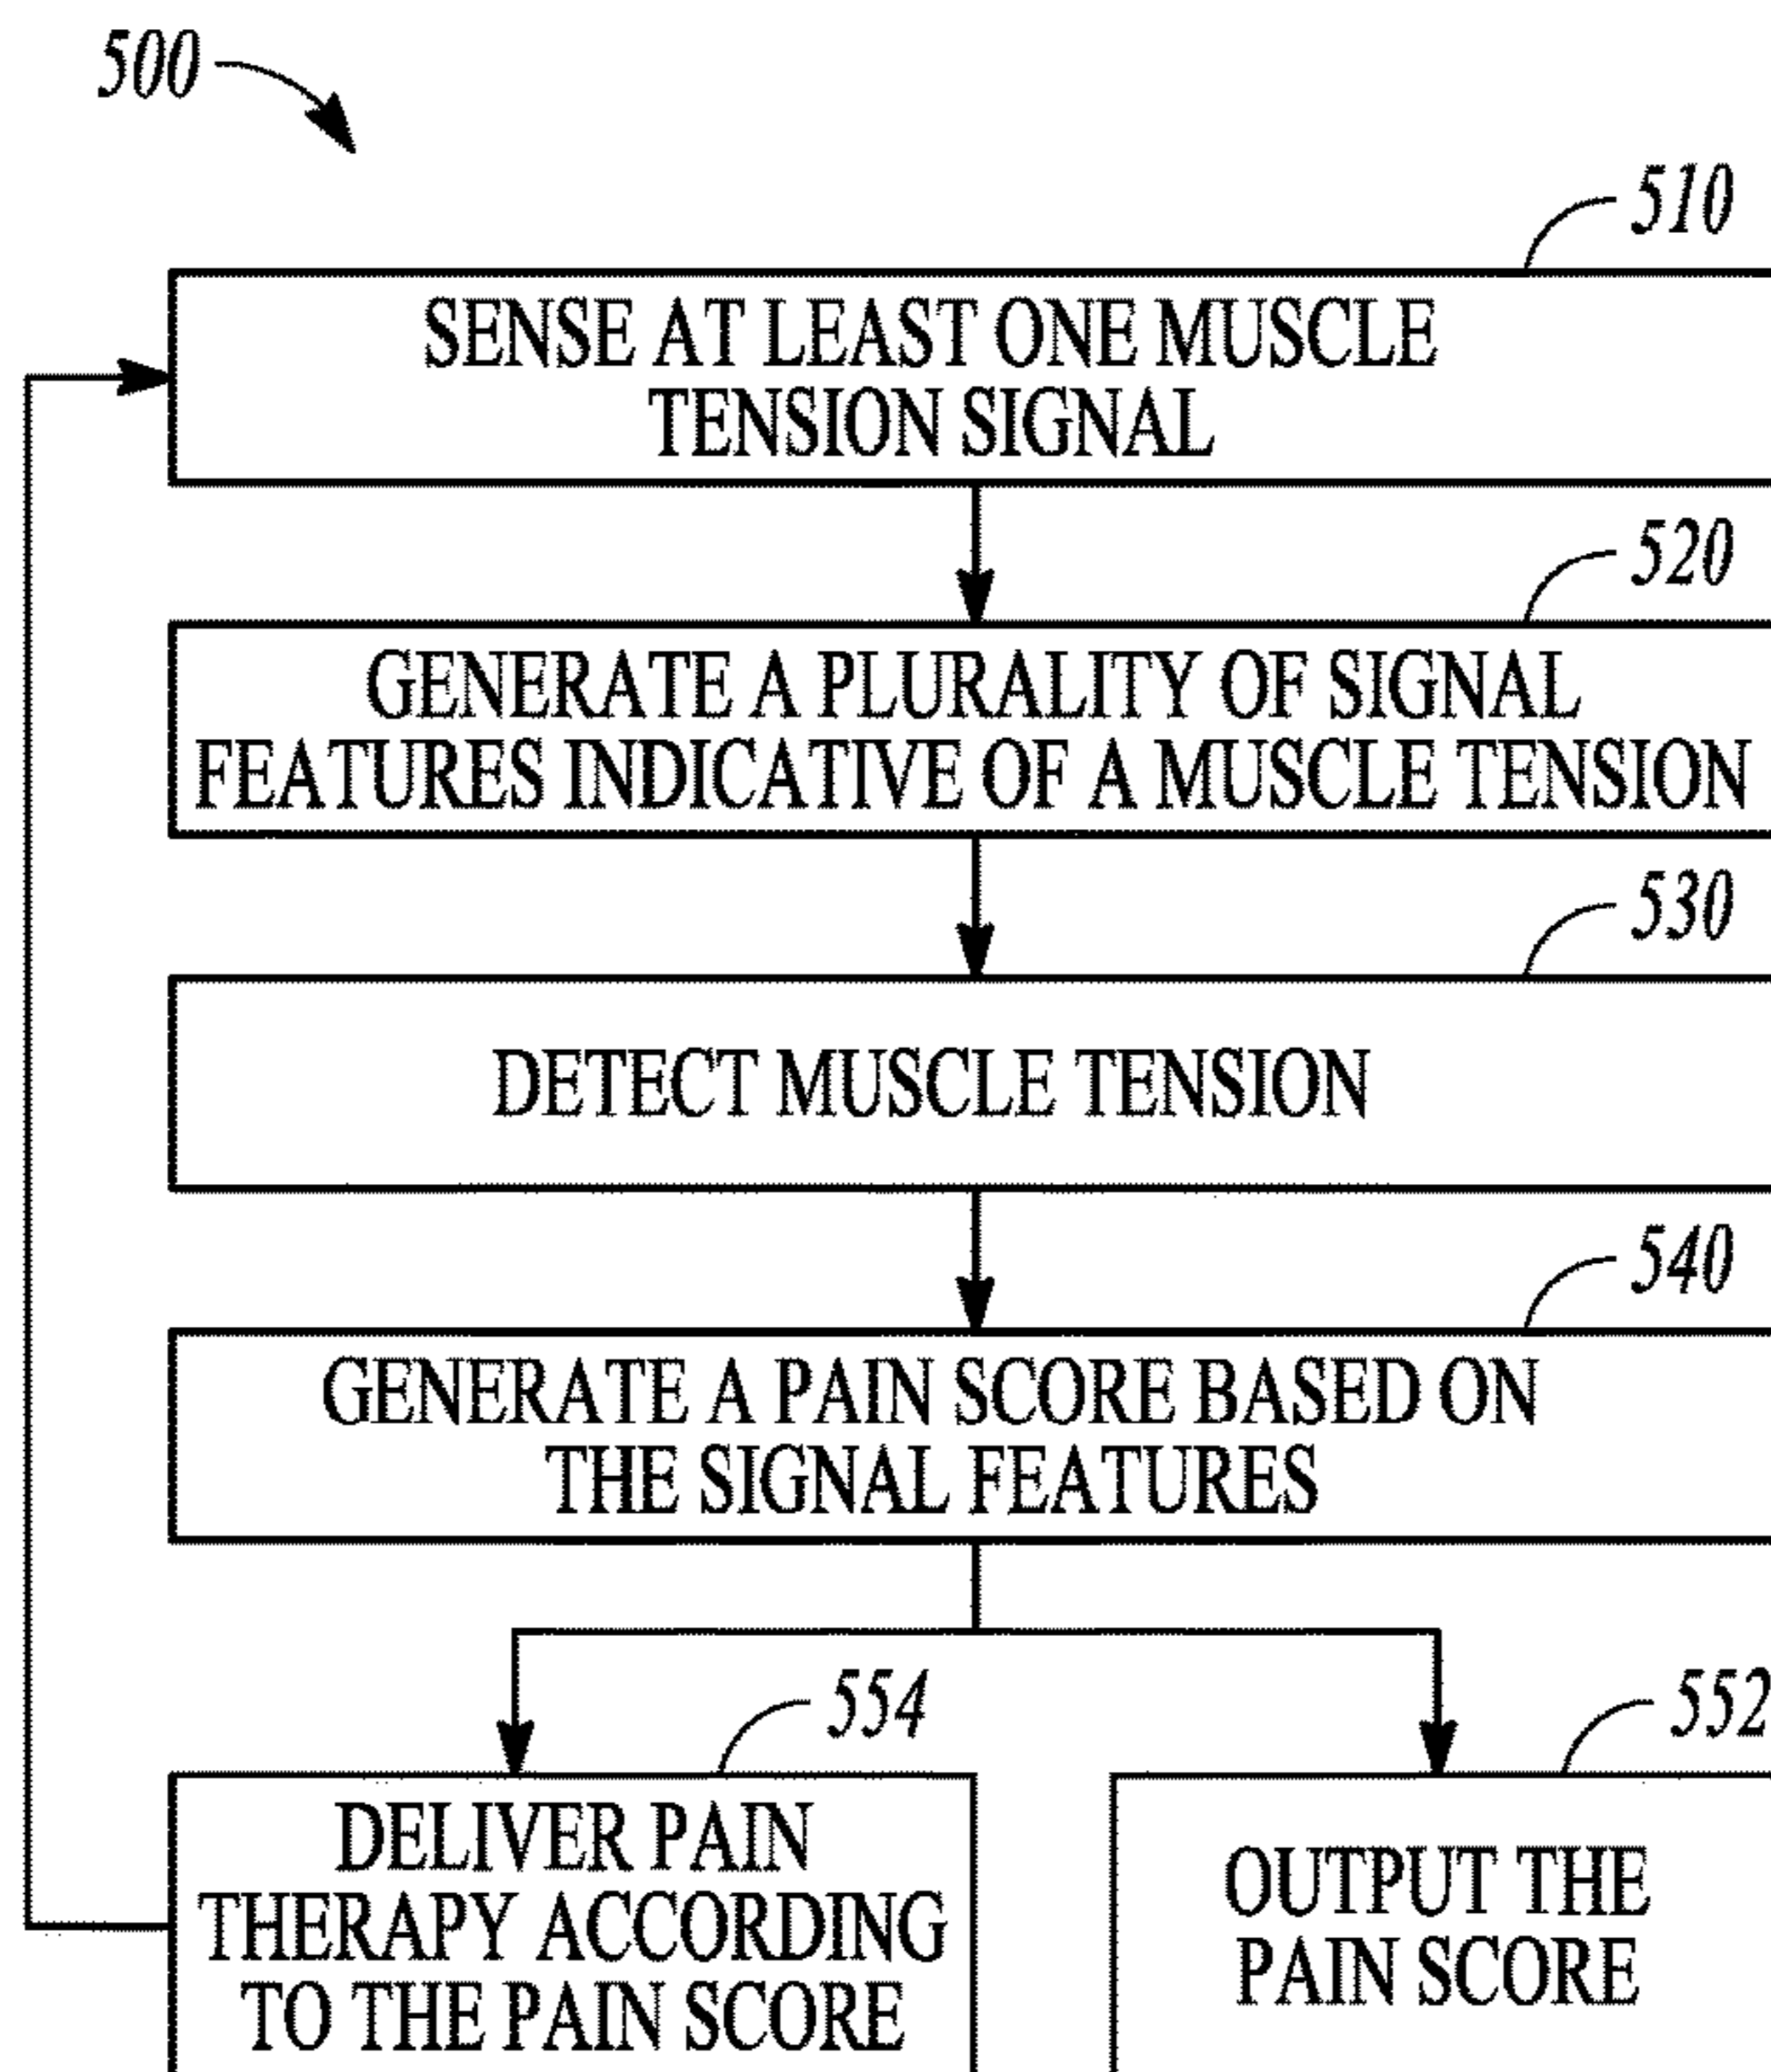 500
510
SENSE AT LEAST ONE MUSCLE
TENSION SIGNAL
520
GENERATE A PLURALITY OF SIGNAL
FEATURES INDICATIVE OF A MUSCLE TENSION
530
DETECT MUSCLE TENSION
540
GENERATE A PAIN SCORE BASED ON
THE SIGNAL FEATURES
554
552
DELIVER PAIN
THERAPY ACCORDING
TO THE PAIN SCORE
OUTPUT THE
PAIN SCORE